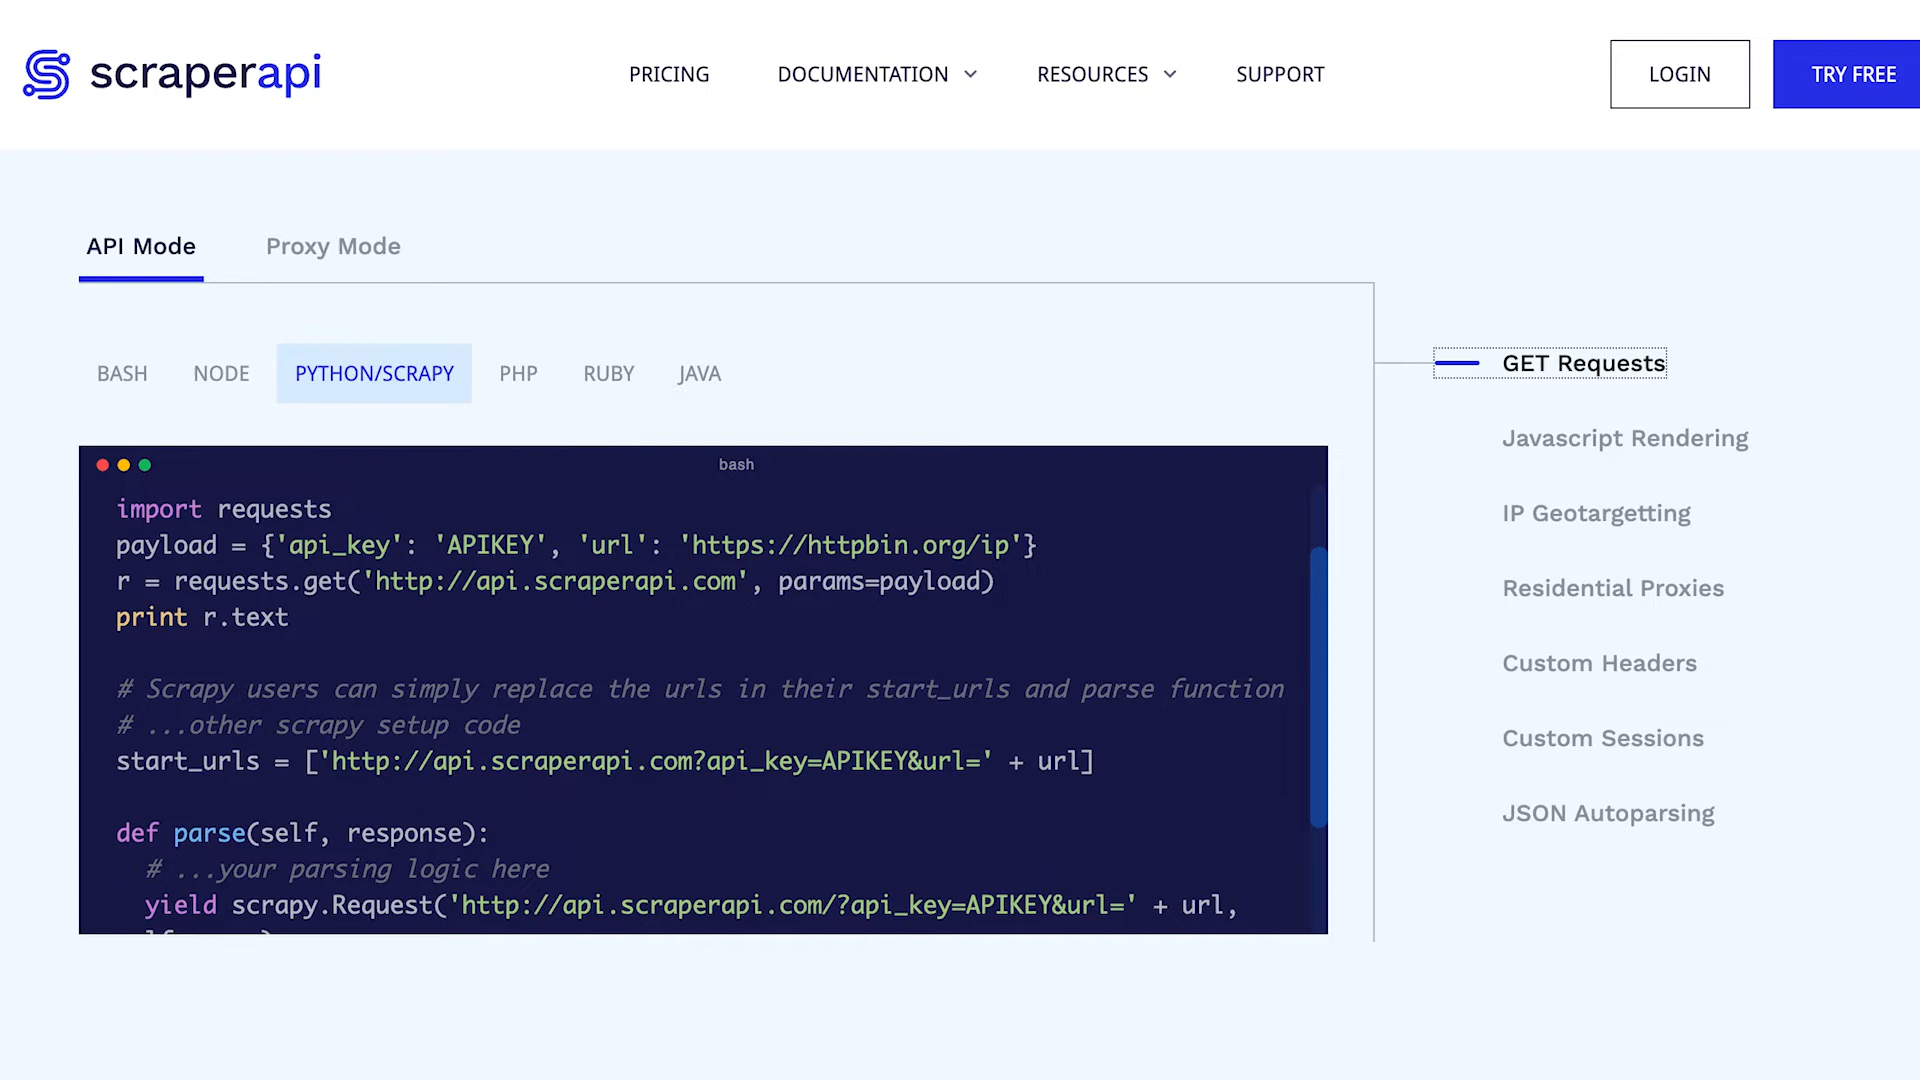 scraperapi
PRICING
DOCUMENTATION
RESOURCES
SUPPORT
LOGIN
TRY FREE
API Mode
Proxy Mode
BASH
NODE
PYTHON/SCRAPY
PHP
RUBY
JAVA
bash
import requests
payload = {'api_key': 'APIKEY', 'url': 'https://httpbin.org/ip'}
r = requests.get('http://api.scraperapi.com', params=payload)
print r.text
# Scrapy users can simply replace the urls in their start_urls and parse function
# ...other scrapy setup code
start_urls = ['http://api.scraperapi.com?api_key=APIKEY&url=' + url]
def parse(self, response):
# ...your parsing logic here
yield scrapy.Request('http://api.scraperapi.com/?api_key=APIKEY&url=' + url,
GET Requests
Javascript Rendering
IP Geotargetting
Residential Proxies
Custom Headers
Custom Sessions
JSON Autoparsing